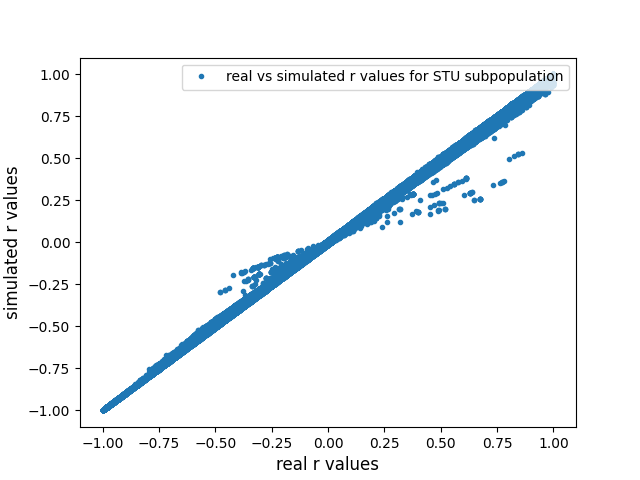 real vs simulated r values for STU subpopulation
1.00
0.75
0.50
0.25
0.00
−0.25
−0.50
−0.75
−1.00
simulated r values
−1.00 −0.75 −0.50 −0.25 0.00 0.25 0.50 0.75 1.00
real r values